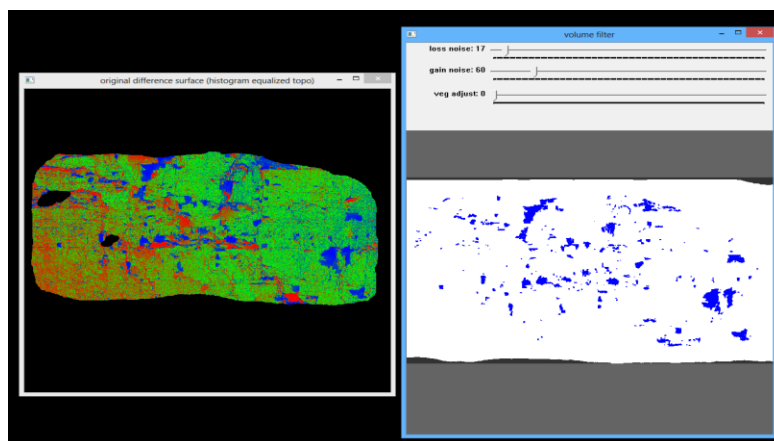 original difference surface (histogram equalized topo)
volume filter
loss noise: 17
gain noise: 60
veg adjust: 0